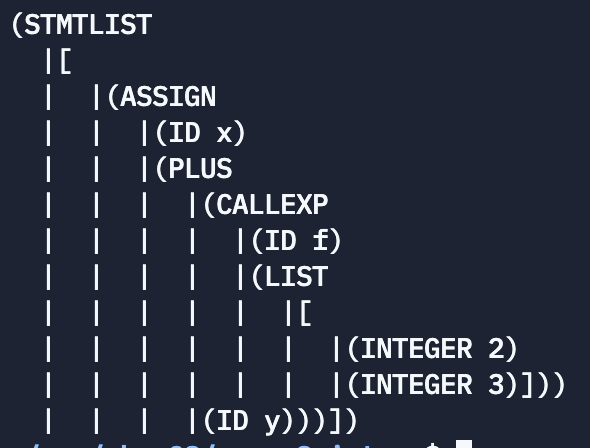 (STMTLIST
  |[
  |  |(ASSIGN
  |  |  |(ID x)
  |  |  |(PLUS
  |  |  |  |(CALLEXP
  |  |  |  |  |(ID f)
  |  |  |  |  |(LIST
  |  |  |  |  |  |[
  |  |  |  |  |  |  |(INTEGER 2)
  |  |  |  |  |  |  |(INTEGER 3)]))
  |  |  |  |(ID y)))])